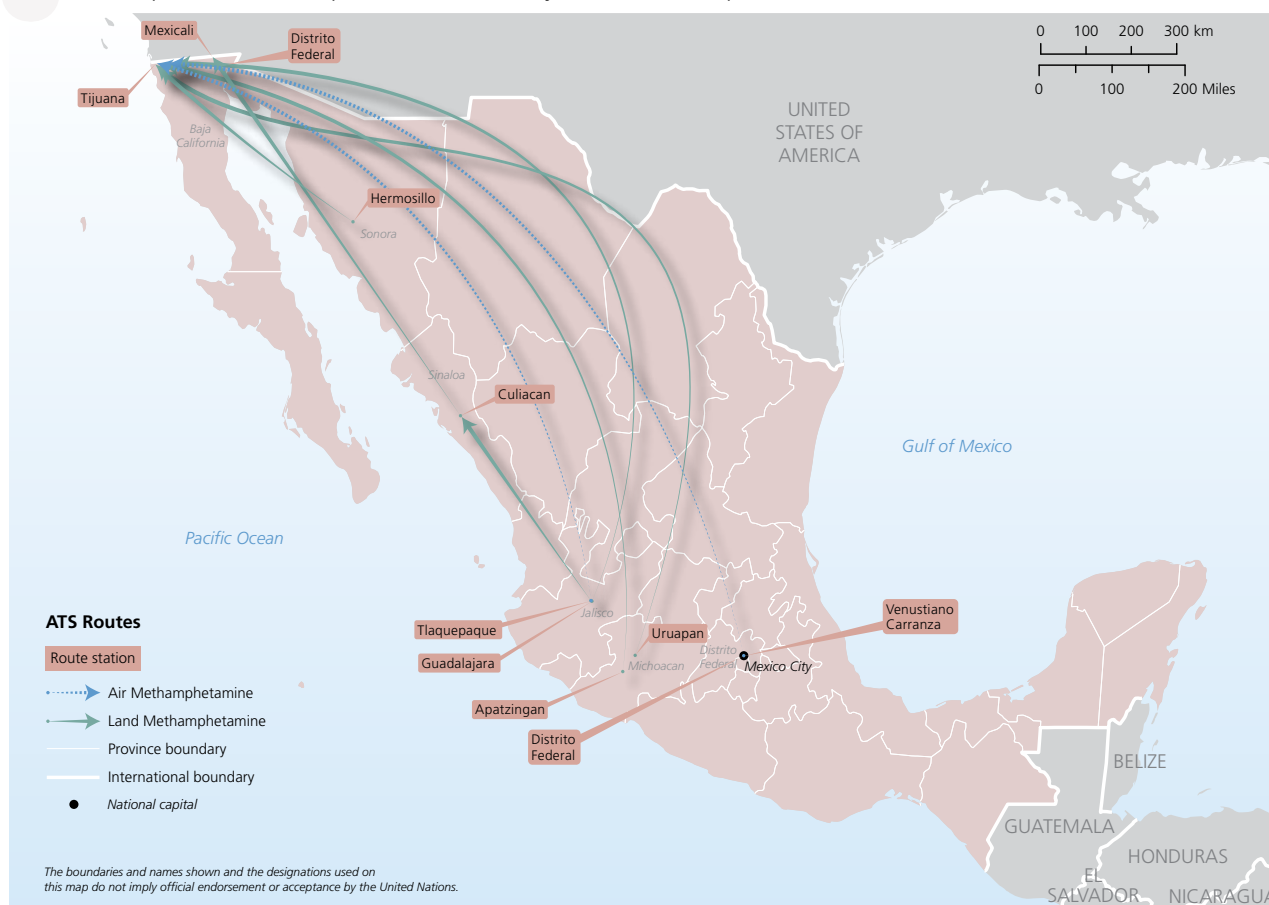 Mexicali
Distrito
Federal
Tijuana
0 100 200 300 km
0 100 200 Miles
UNITED
STATES OF
AMERICA
Baja
California
Hermosillo
Sonora
Sinaloa
Culiacan
Gulf of Mexico
Pacific Ocean
Jalisco
Tlaquepaque
Guadalajara
Uruapan
Michoacan
Apatzingan
Distrito
Federal
Mexico City
Venustiano
Carranza
Distrito
Federal
ATS Routes
Route station
Air Methamphetamine
Land Methamphetamine
Province boundary
International boundary
National capital
BELIZE
GUATEMALA
HONDURAS
EL
SALVADOR
NICARAGUA
The boundaries and names shown and the designations used on
this map do not imply official endorsement or acceptance by the United Nations.